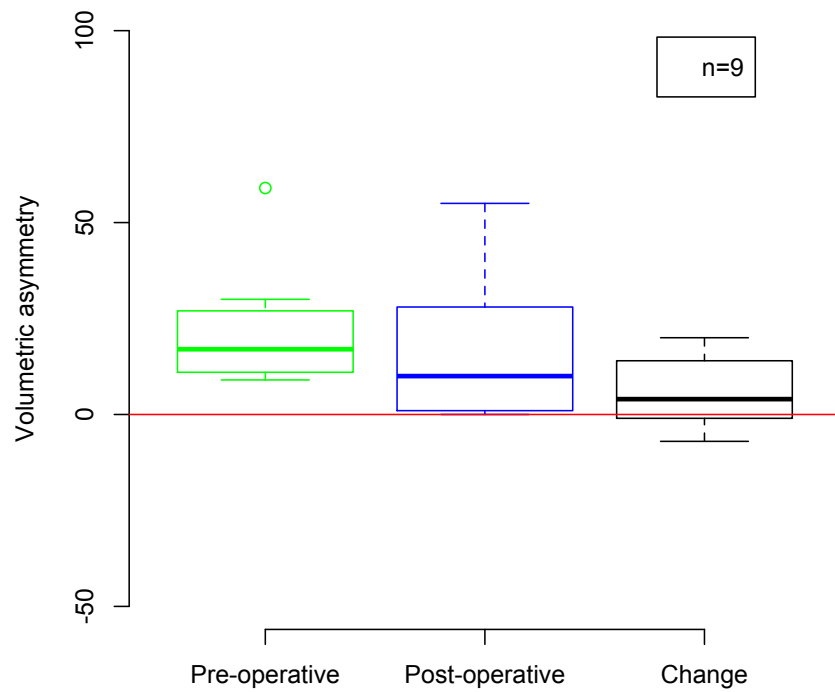 n=9
Volumetric asymmetry
100
50
0
-50
Pre-operative
Post-operative
Change